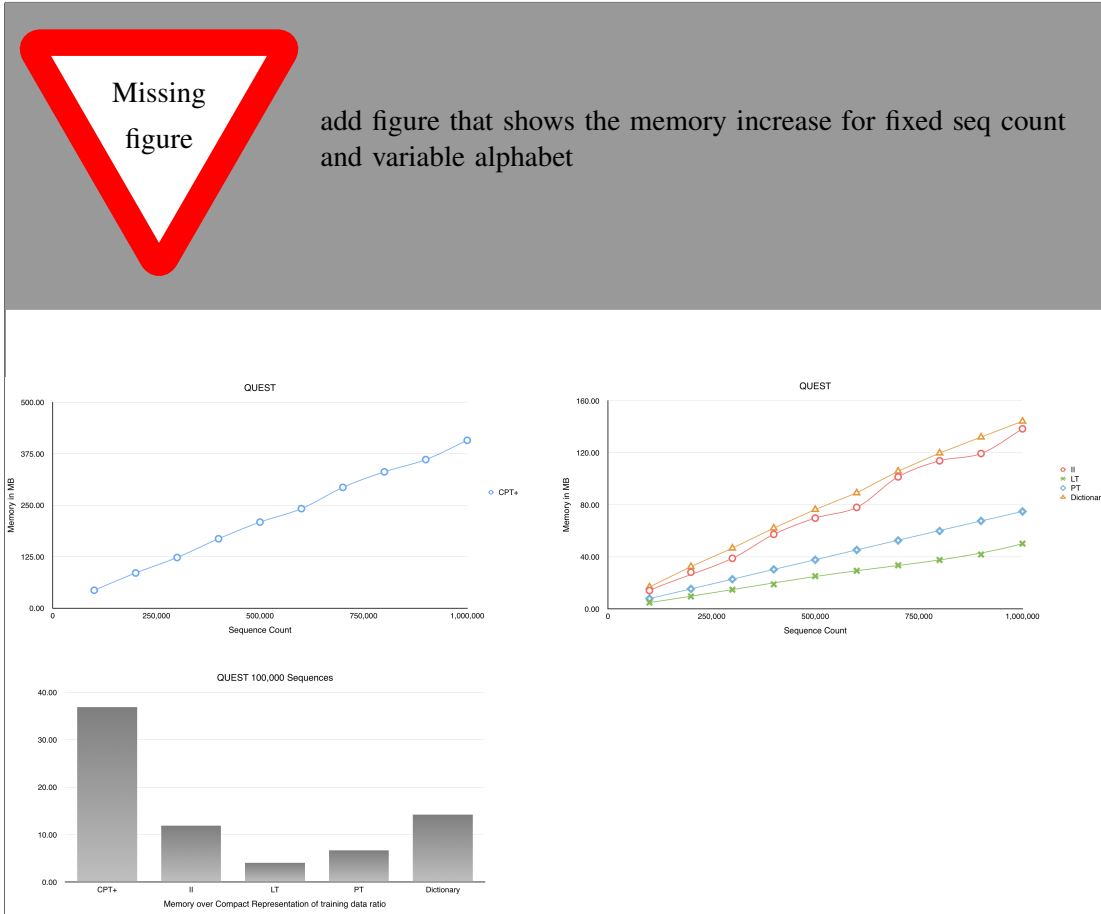 Missing
figure
add figure that shows the memory increase for fixed seq count
and variable alphabet
QUEST
500.00
375.00
250.00
125.00
0.00
Memory in MB
0
250,000
500,000
750,000
1,000,000
Sequence Count
CPT+
QUEST
160.00
120.00
80.00
40.00
0.00
Memory in MB
0
250,000
500,000
750,000
1,000,000
Sequence Count
II
LT
PT
Dictionar
QUEST 100,000 Sequences
40.00
30.00
20.00
10.00
0.00
CPT+
II
LT
PT
Dictionary
Memory over Compact Representation of training data ratio